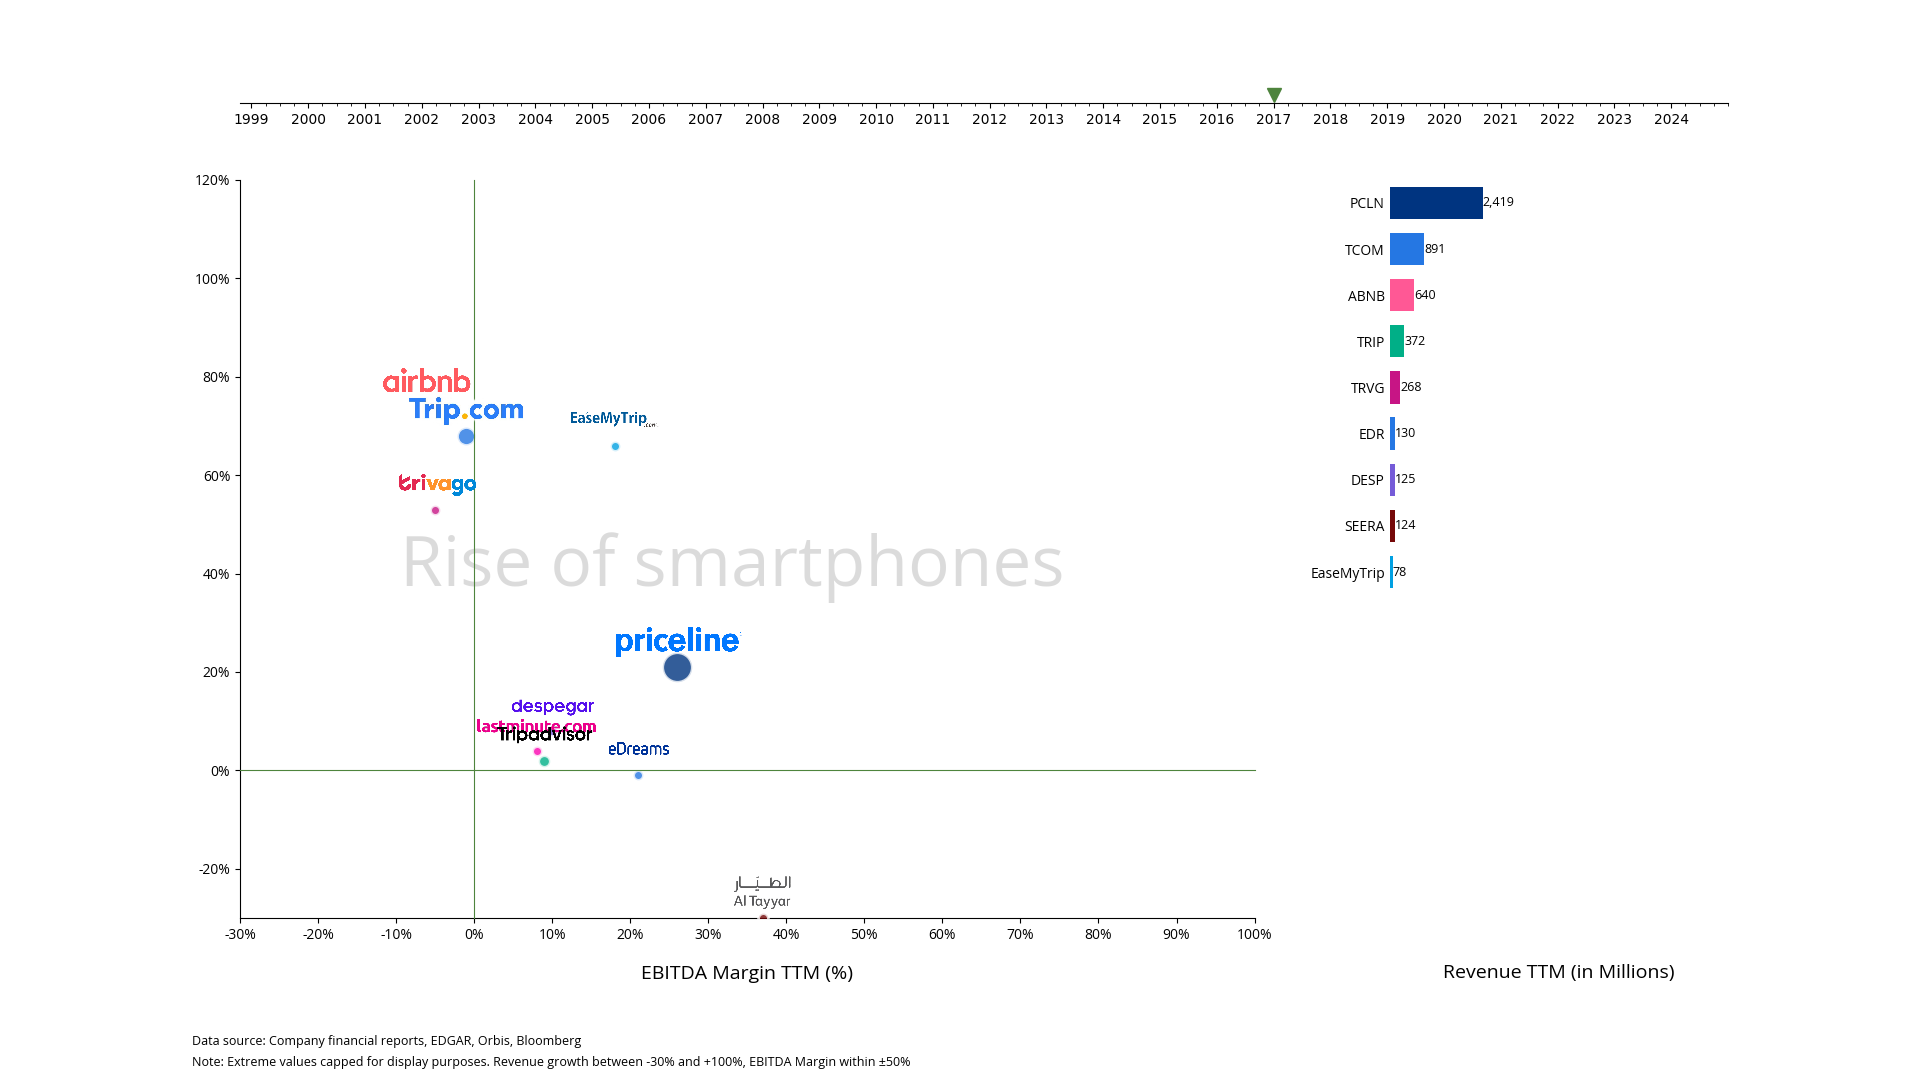 1999 2000 2001 2002 2003 2004 2005 2006 2007 2008 2009 2010 2011 2012 2013 2014 2015 2016 2017 2018 2019 2020 2021 2022 2023 2024
120%
100%
80%
60%
40%
20%
0%
-20%
-30% -20% -10% 0% 10% 20% 30% 40% 50% 60% 70% 80% 90% 100%
EBITDA Margin TTM (%)
airbnb
Trip.com
EaseMyTrip.com
trivago
Rise of smartphones
priceline
despegar
lastminute.com
Tripadvisor
eDreams
الطيّار
Al Tayyar
PCLN 2,419
TCOM 891
ABNB 640
TRIP 372
TRVG 268
EDR 130
DESP 125
SEERA 124
EaseMyTrip 78
Revenue TTM (in Millions)
Data source: Company financial reports, EDGAR, Orbis, Bloomberg
Note: Extreme values capped for display purposes. Revenue growth between -30% and +100%, EBITDA Margin within ±50%